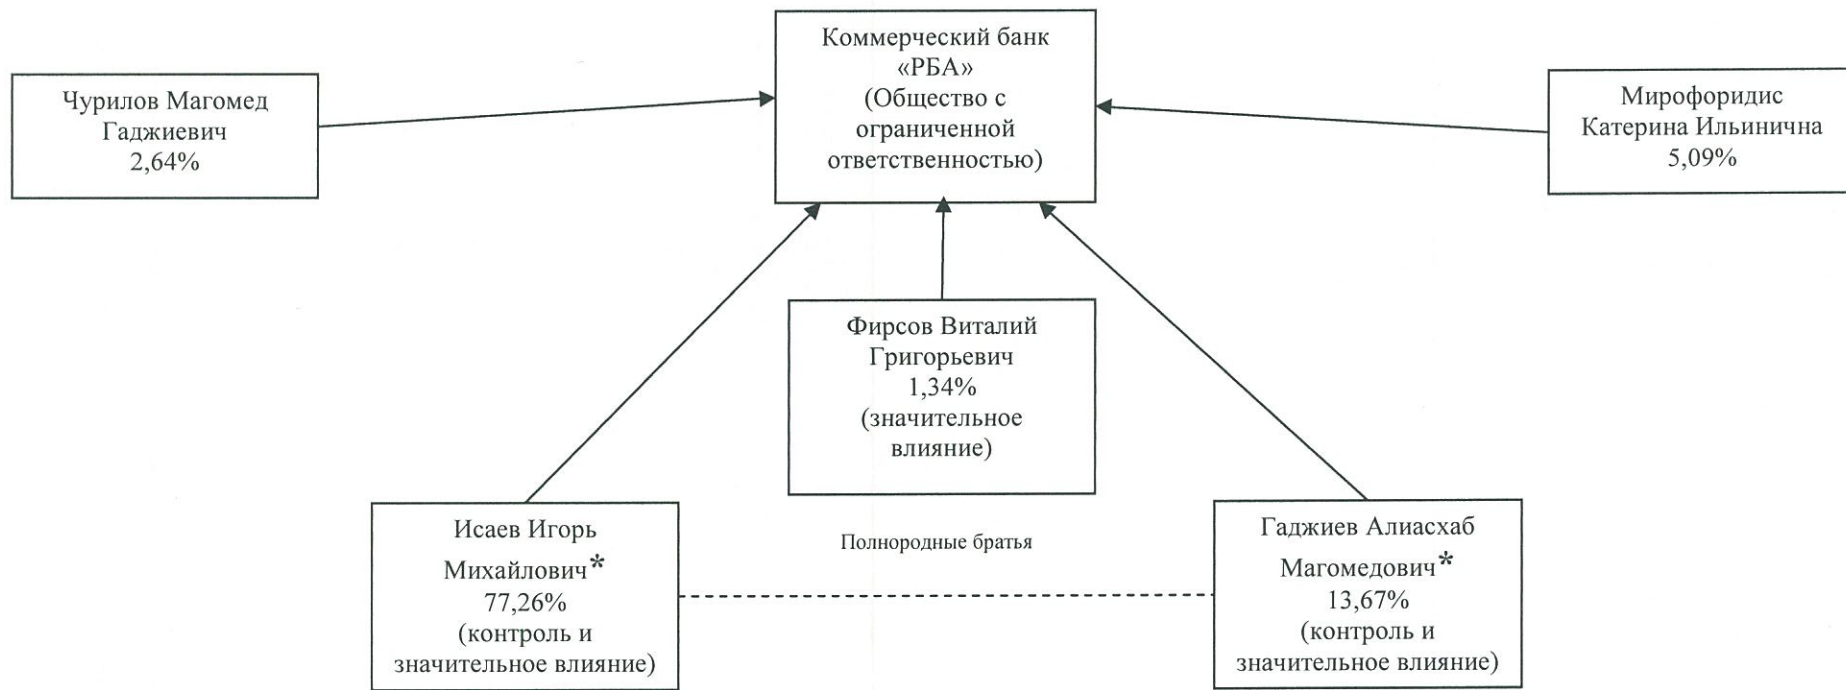 Коммерческий банк
«РБА»
(Общество с
ограниченной
ответственностью)
Чурилов Магомед
Гаджиевич
2,64%
Мирофоридис
Катерина Ильинична
5,09%
Фирсов Виталий
Григорьевич
1,34%
(значительное
влияние)
Исаев Игорь
Михайлович*
77,26%
(контроль и
значительное влияние)
Полнородные братья
Гаджиев Алиасхаб
Магомедович*
13,67%
(контроль и
значительное влияние)